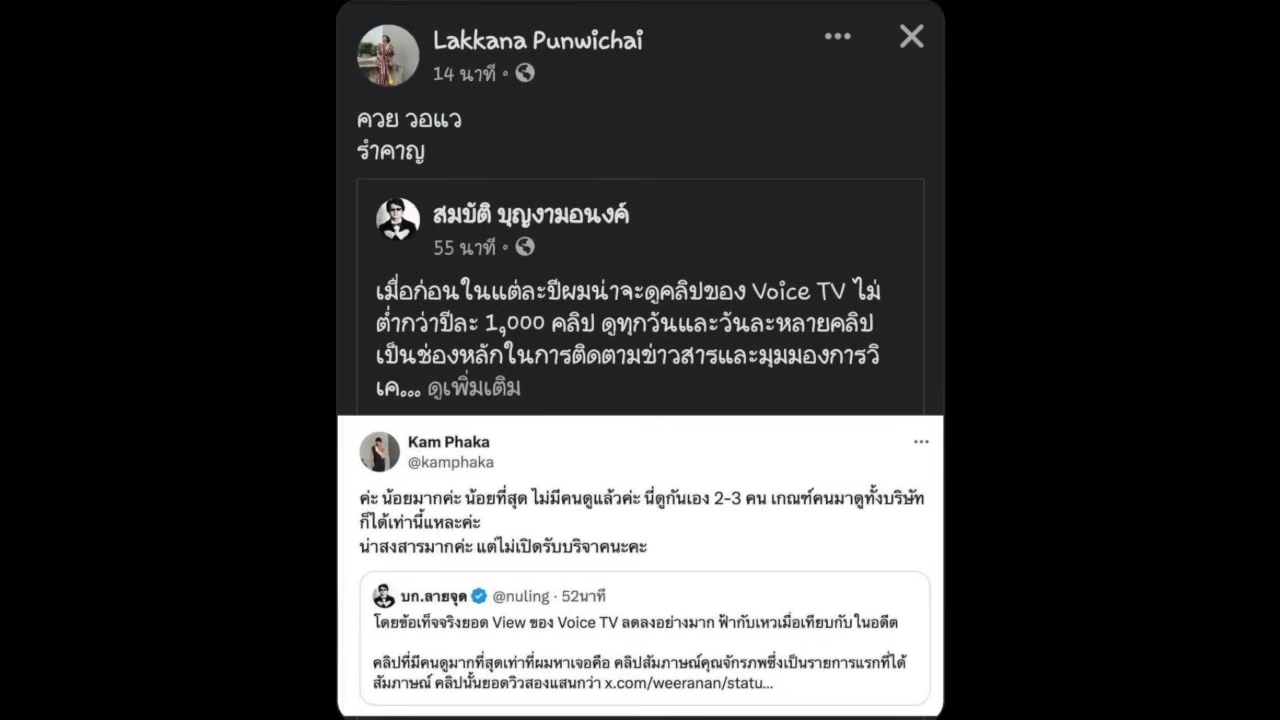 Lakkana Punwichai
14 นาที
ควย วอแว
รำคาญ
สมบัติ บุญงามอนงค์
55 นาที
เมื่อก่อนในแต่ละปีผมน่าจะดูคลิปของ Voice TV ไม่
ต่ำกว่าปีละ 1,000 คลิป ดูทุกวันและวันละหลายคลิป
เป็นช่องหลักในการติดตามข่าวสารและมุมมองการวิ
เค... ดูเพิ่มเติม
Kam Phaka
@kamphaka
ค่ะ น้อยมากค่ะ น้อยที่สุด ไม่มีคนดูแล้วค่ะ นี่ดูกันเอง 2-3 คน เกณฑ์คนมาดูทั้งบริษัท
ก็ได้เท่านี้แหละค่ะ
น่าสงสารมากค่ะ แต่ไม่เปิดรับบริจาคนะคะ
บก.ลายจุด @nuling · 52นาที
โดยข้อเท็จจริงยอด View ของ Voice TV ลดลงอย่างมาก ฟ้ากับเหวเมื่อเทียบกับในอดีต
คลิปที่มีคนดูมากที่สุดเท่าที่ผมหาเจอคือ คลิปสัมภาษณ์คุณจักรภพซึ่งเป็นรายการแรกที่ได้
สัมภาษณ์ คลิปนั้นยอดวิวสองแสนกว่า x.com/weeranan/statu...